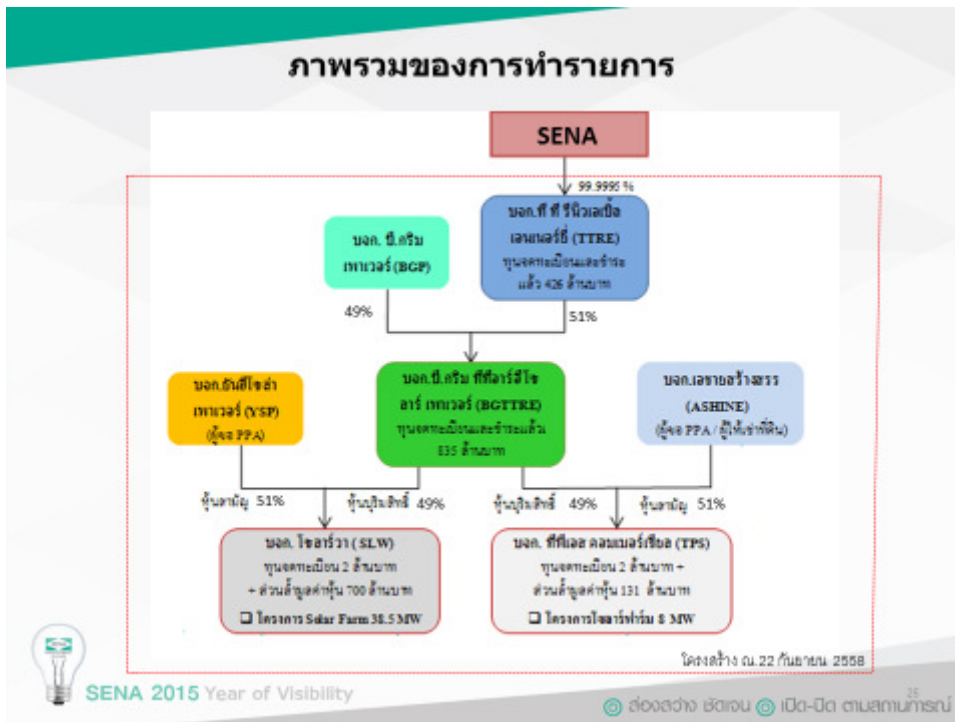 ภาพรวมของการทำรายการ
SENA
99.9995 %
บจก.ที ที รีนิวเอเบิ้ล
เอนเนอร์ยี่ (TTRE)
ทุนจดทะเบียนและชำระ
แล้ว 426 ล้านบาท
บจก. บี.กริม
เพาเวอร์ (BGP)
49%
51%
บจก.ยันฮีโซล่า
เพาเวอร์ (YSP)
(ผู้ขอ PPA)
บจก.บี.กริม ทีทีอาร์อีโซ
ลาร์ เพาเวอร์ (BGTTRE)
ทุนจดทะเบียนและชำระแล้ว
835 ล้านบาท
(ASHINE)
(ผู้ขอ PPA / ผู้ให้เช่าที่ดิน)
หุ้นสามัญ 51%
หุ้นบุริมสิทธิ์ 49%
หุ้นบุริมสิทธิ์ 49%
หุ้นสามัญ 51%
บจก. โซลาร์วา (SLW)
ทุนจดทะเบียน 2 ล้านบาท
+ ส่วนล้ำมูลค่าหุ้น 700 ล้านบาท
❑ โครงการ Solar Farm 38.5 MW
บจก. ทีพีเอส คอมเมอร์เชียล (TPS)
ทุนจดทะเบียน 2 ล้านบาท +
ส่วนล้ำมูลค่าหุ้น 131 ล้านบาท
❑ โครงการโซลาร์ฟาร์ม 8 MW
โครงสร้าง ณ.22 กันยายน 2558
SENA 2015 Year of Visibility
ส่องสว่าง ชัดเจน เปิด-ปิด ตามสถานการณ์